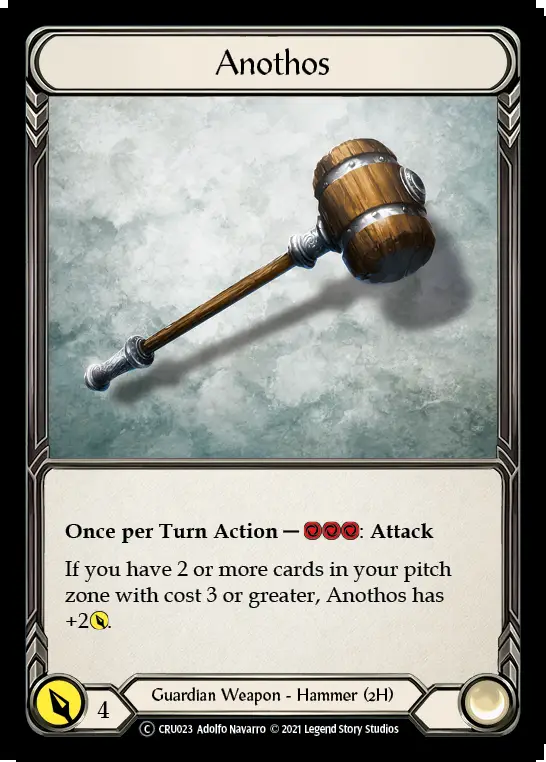 Anothos
Once per Turn Action — : Attack
If you have 2 or more cards in your pitch
zone with cost 3 or greater, Anothos has
+2.
4
Guardian Weapon - Hammer (2H)
C CRU023 Adolfo Navarro © 2021 Legend Story Studios